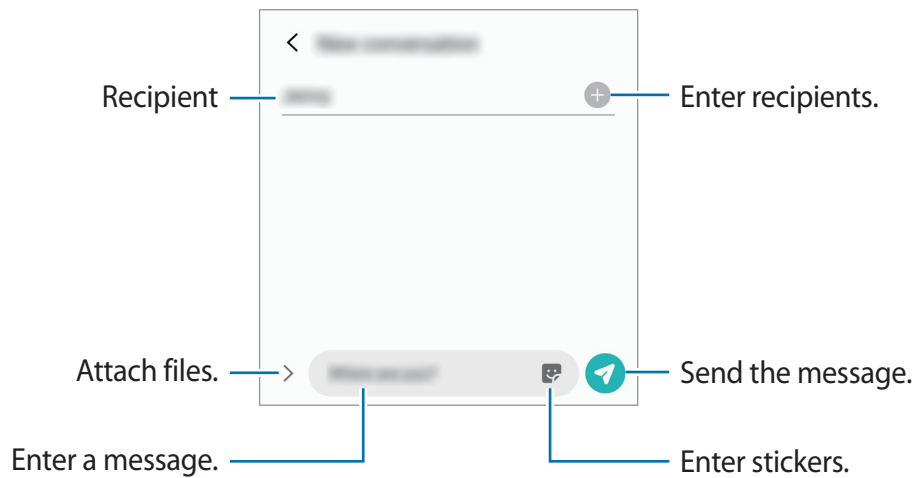 Recipient
Enter recipients.
Attach files.
Send the message.
Enter a message.
Enter stickers.